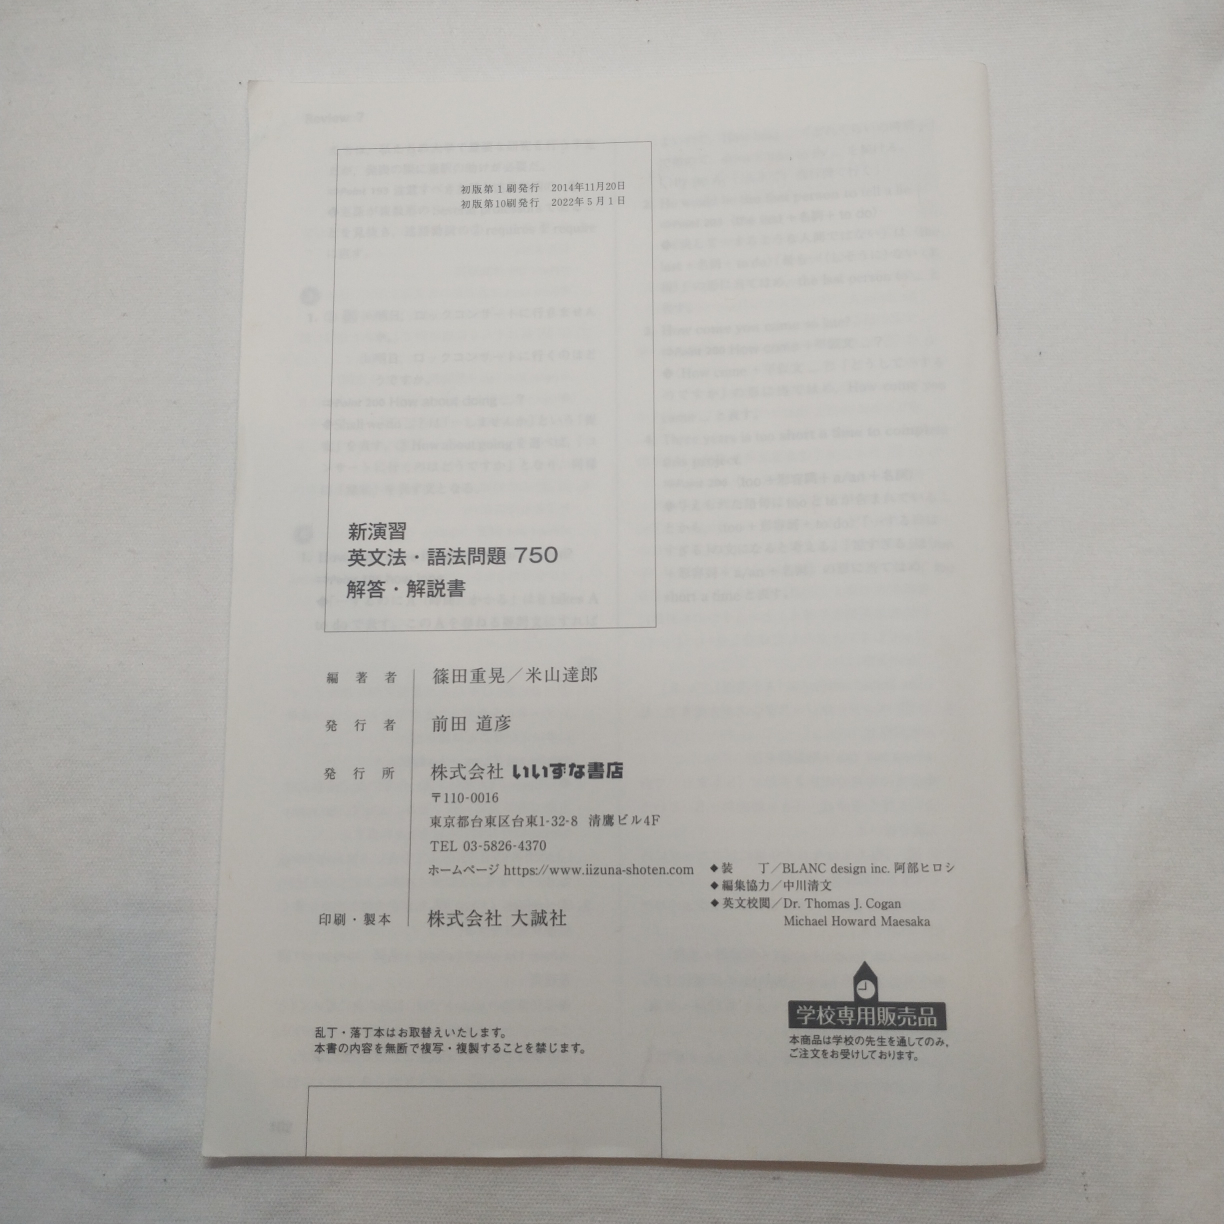 初版第1刷発行 2014年11月20日
初版第10刷発行 2022年5月1日
新演習
英文法・語法問題 750
解答・解説書
編著者 篠田重晃／米山達郎
発行者 前田 道彦
発行所 株式会社 いいずな書店
〒110-0016
東京都台東区台東1-32-8 清鷹ビル4F
TEL 03-5826-4370
ホームページ https://www.iizuna-shoten.com
印刷・製本 株式会社 大誠社
◆装 丁／BLANC design inc. 阿部ヒロシ
◆編集協力／中川清文
◆英文校閲／Dr. Thomas J. Cogan
Michael Howard Maesaka
学校専用販売品
本商品は学校の先生を通してのみ、
ご注文をお受けしております。
乱丁・落丁本はお取替えいたします。
本書の内容を無断で複写・複製することを禁じます。